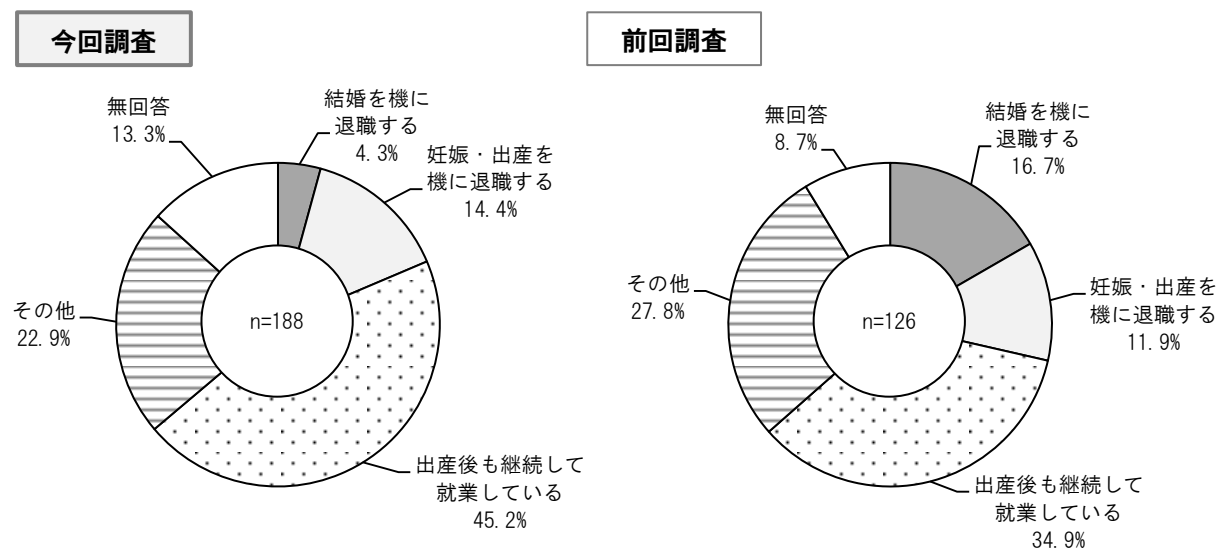 今回調査
無回答
13.3%
結婚を機に
退職する
4.3%
妊娠・出産を
機に退職する
14.4%
その他
22.9%
n=188
出産後も継続して
就業している
45.2%
前回調査
無回答
8.7%
結婚を機に
退職する
16.7%
その他
27.8%
n=126
妊娠・出産を
機に退職する
11.9%
出産後も継続して
就業している
34.9%